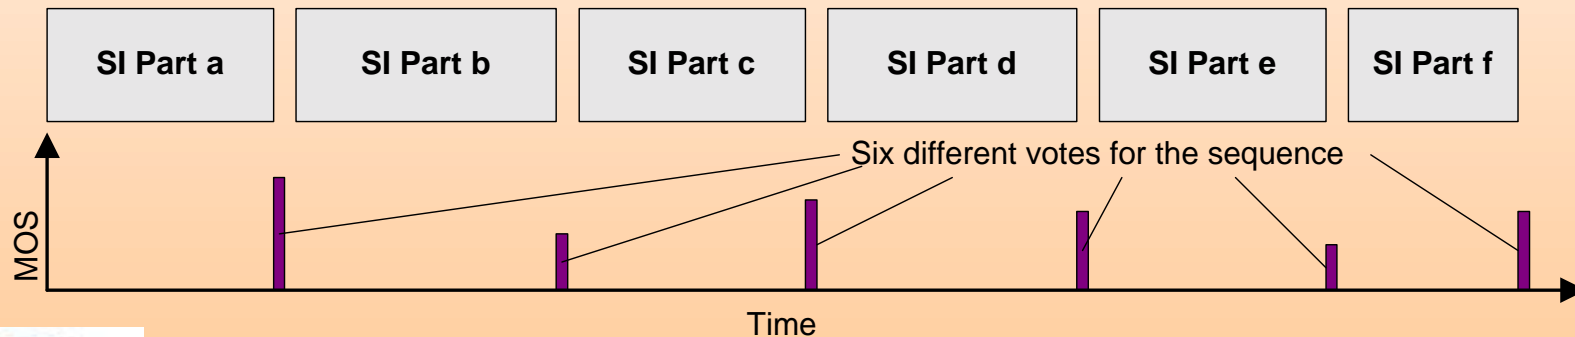 SI Part a
SI Part b
SI Part c
SI Part d
SI Part e
SI Part f
Six different votes for the sequence
MOS
Time